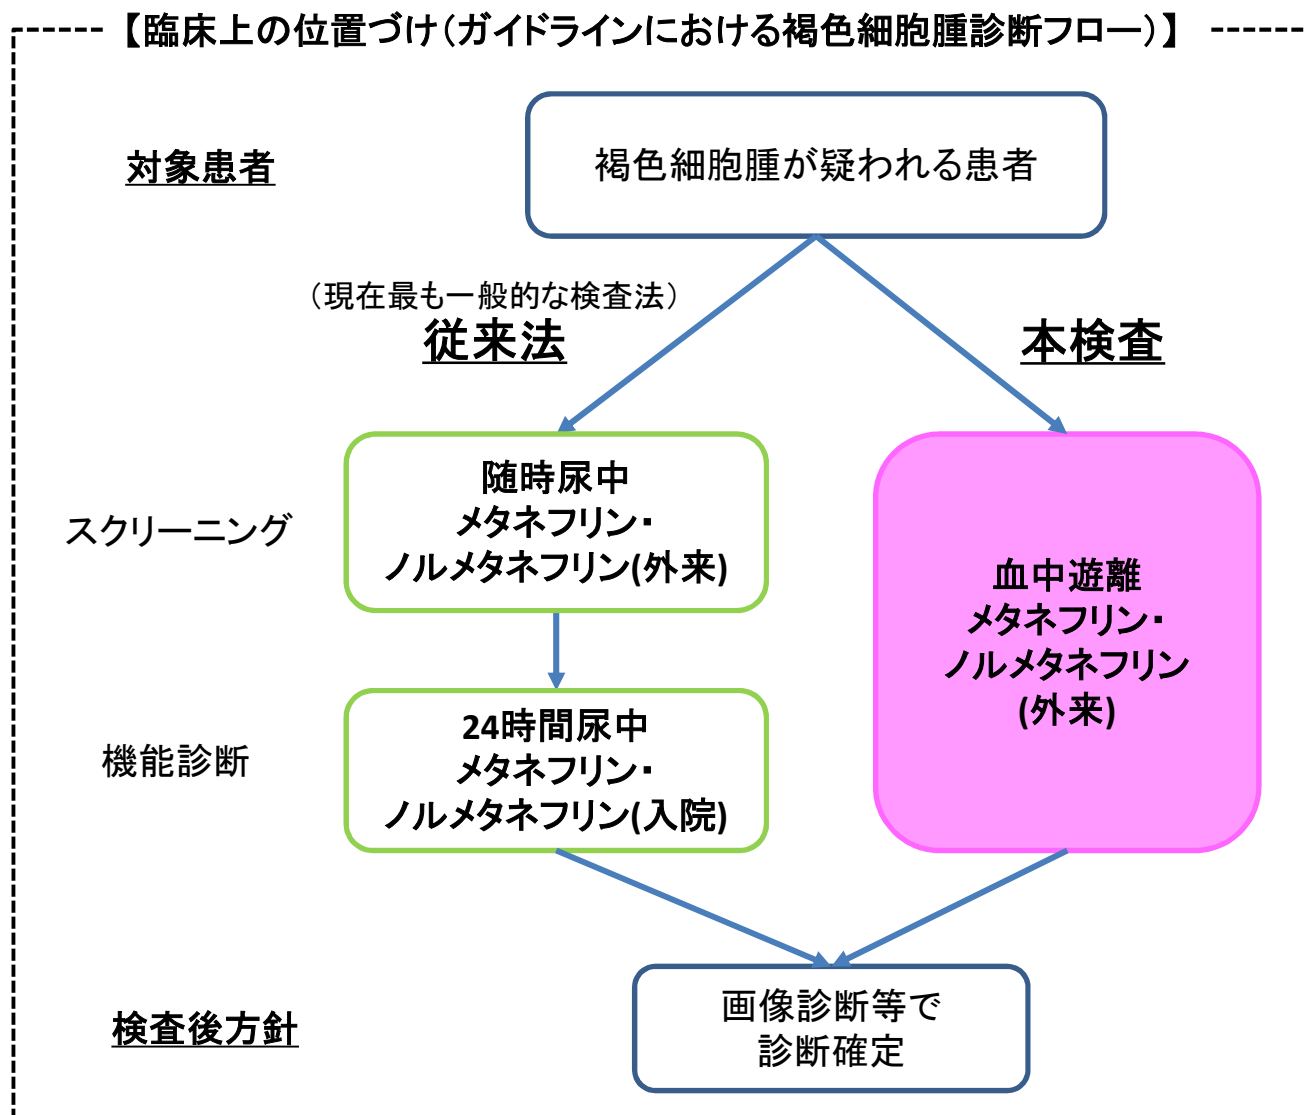 【臨床上の位置づけ(ガイドラインにおける褐色細胞腫診断フロー)】
対象患者
褐色細胞腫が疑われる患者
（現在最も一般的な検査法）
従来法
本検査
スクリーニング
随時尿中
メタネフリン・
ノルメタネフリン(外来)
血中遊離
メタネフリン・
ノルメタネフリン
(外来)
機能診断
24時間尿中
メタネフリン・
ノルメタネフリン(入院)
検査後方針
画像診断等で
診断確定